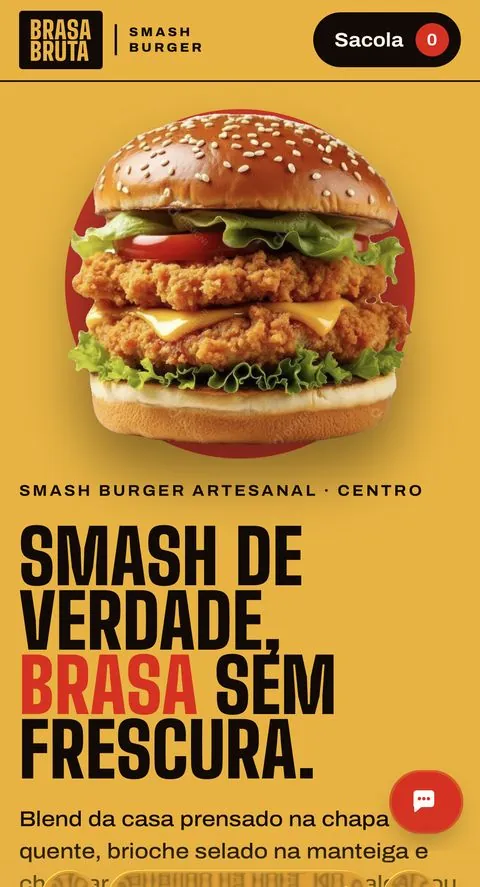 BRASA
BRUTA
SMASH
BURGER
Sacola 0
SMASH BURGER ARTESANAL · CENTRO
SMASH DE
VERDADE,
BRASA SEM
FRESCURA.
Blend da casa prensado na chapa
quente, brioche selado na manteiga e